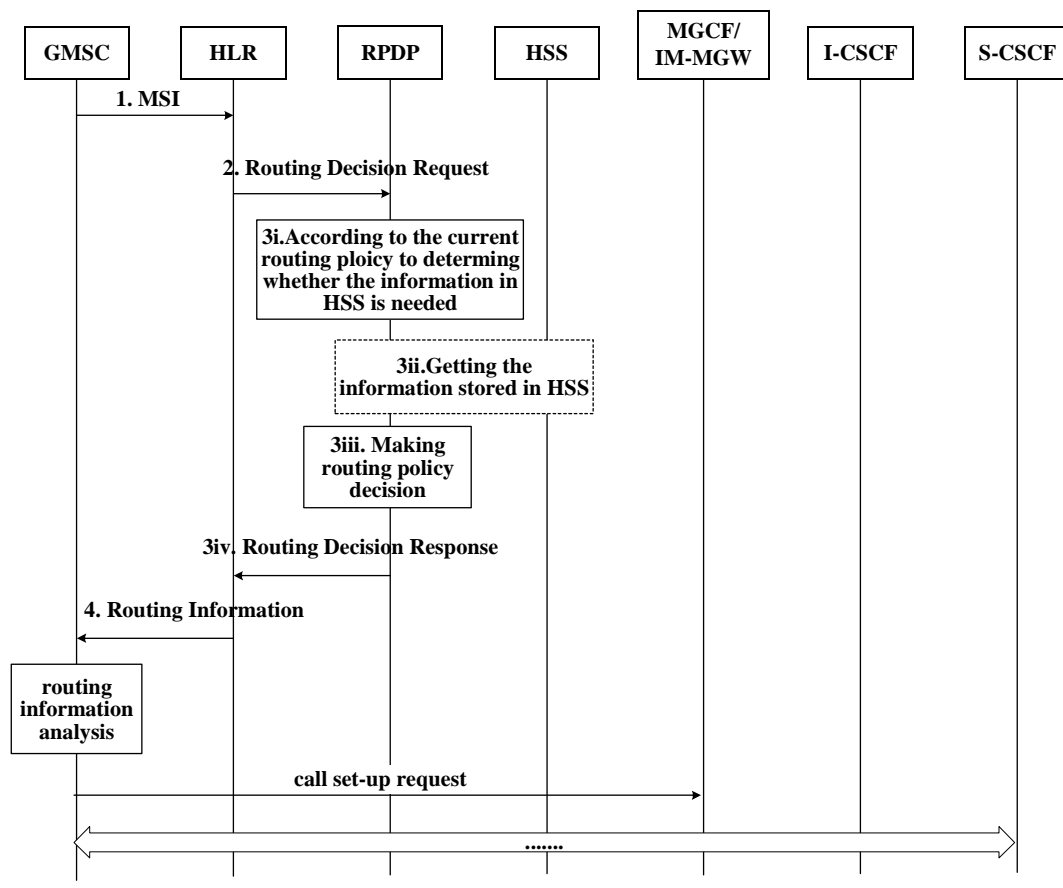 GMSC
HLR
RPDP
HSS
MGCF/
IM-MGW
I-CSCF
S-CSCF
1. MSI
2. Routing Decision Request
3i.According to the current
routing ploicy to determing
whether the information in
HSS is needed
3ii.Getting the
information stored in HSS
3iii. Making
routing policy
decision
3iv. Routing Decision Response
4. Routing Information
routing
information
analysis
call set-up request
.......